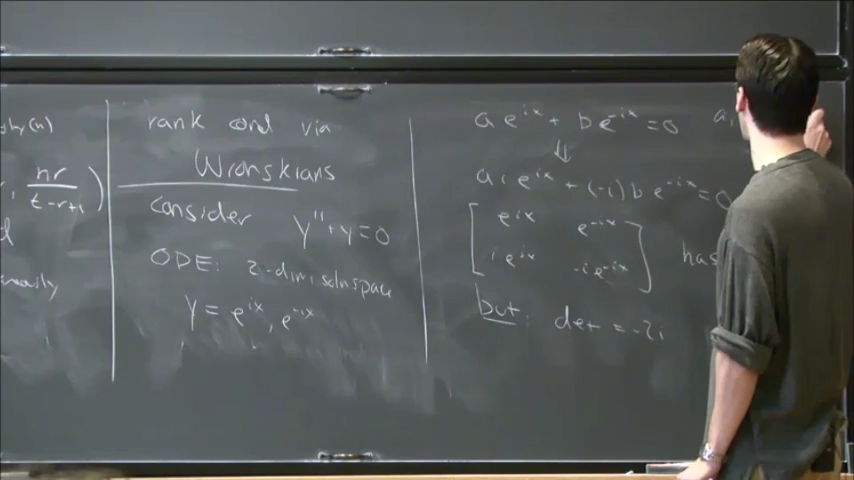 nr
t-r+1
)
rank cond via
Wronskians
Consider
y'' + y = 0
ODE: 2-dim soln space
y = e^{ix}, e^{-ix}
a e^{ix} + b e^{-ix} = 0 a,
⇓
a i e^{ix} + (-i) b e^{-ix} = 0
[ e^{ix} e^{-ix}
i e^{ix} -i e^{-ix} ] has
but: det = -2i